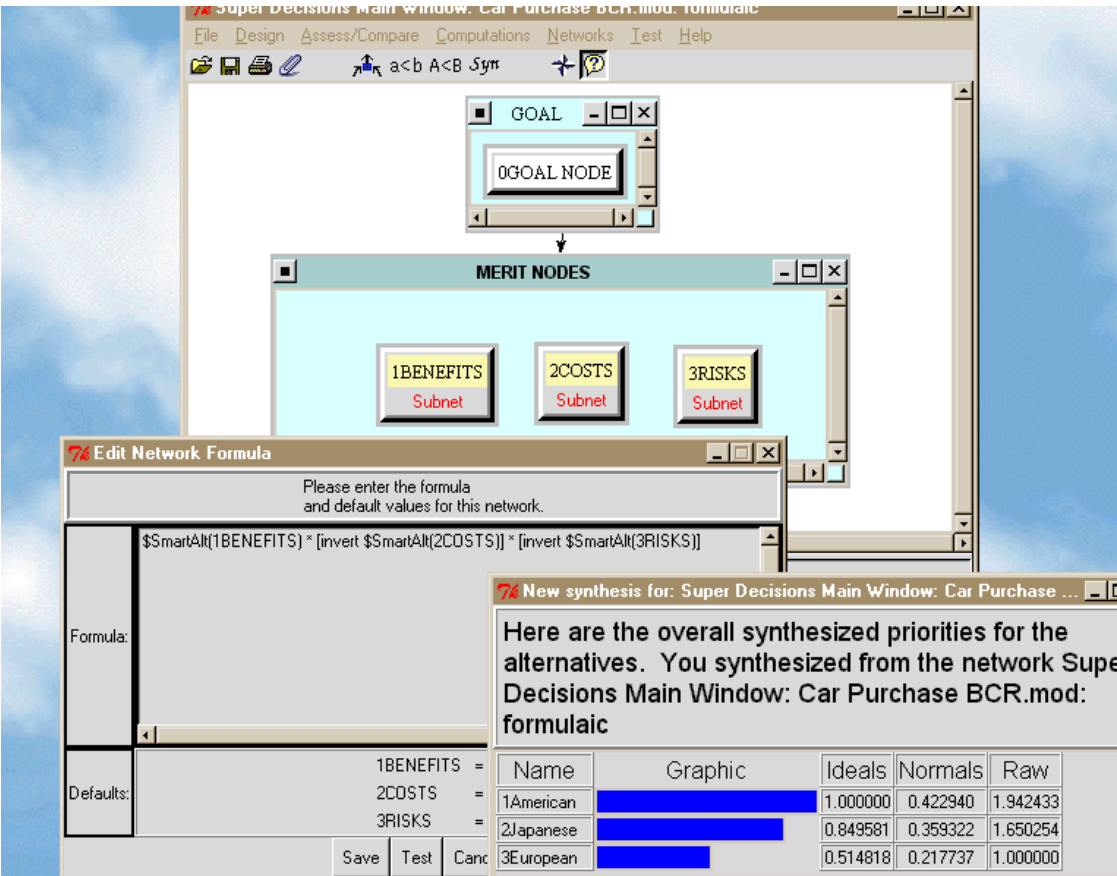 Super Decisions Main Window: Car Purchase BCR.mod: formulaic
File Design Assess/Compare Computations Networks Test Help
a<b A<B Syn
GOAL
0GOAL NODE
MERIT NODES
1BENEFITS
Subnet
2COSTS
Subnet
3RISKS
Subnet
Edit Network Formula
Please enter the formula
and default values for this network.
Formula:
$SmartAlt(1BENEFITS) * [invert $SmartAlt(2COSTS)] * [invert $SmartAlt(3RISKS)]
Defaults:
1BENEFITS =
2COSTS =
3RISKS =
Save Test Canc
New synthesis for: Super Decisions Main Window: Car Purchase ...
Here are the overall synthesized priorities for the
alternatives. You synthesized from the network Supe
Decisions Main Window: Car Purchase BCR.mod:
formulaic
Name Graphic Ideals Normals Raw
1American 1.000000 0.422940 1.942433
2Japanese 0.849581 0.359322 1.650254
3European 0.514818 0.217737 1.000000